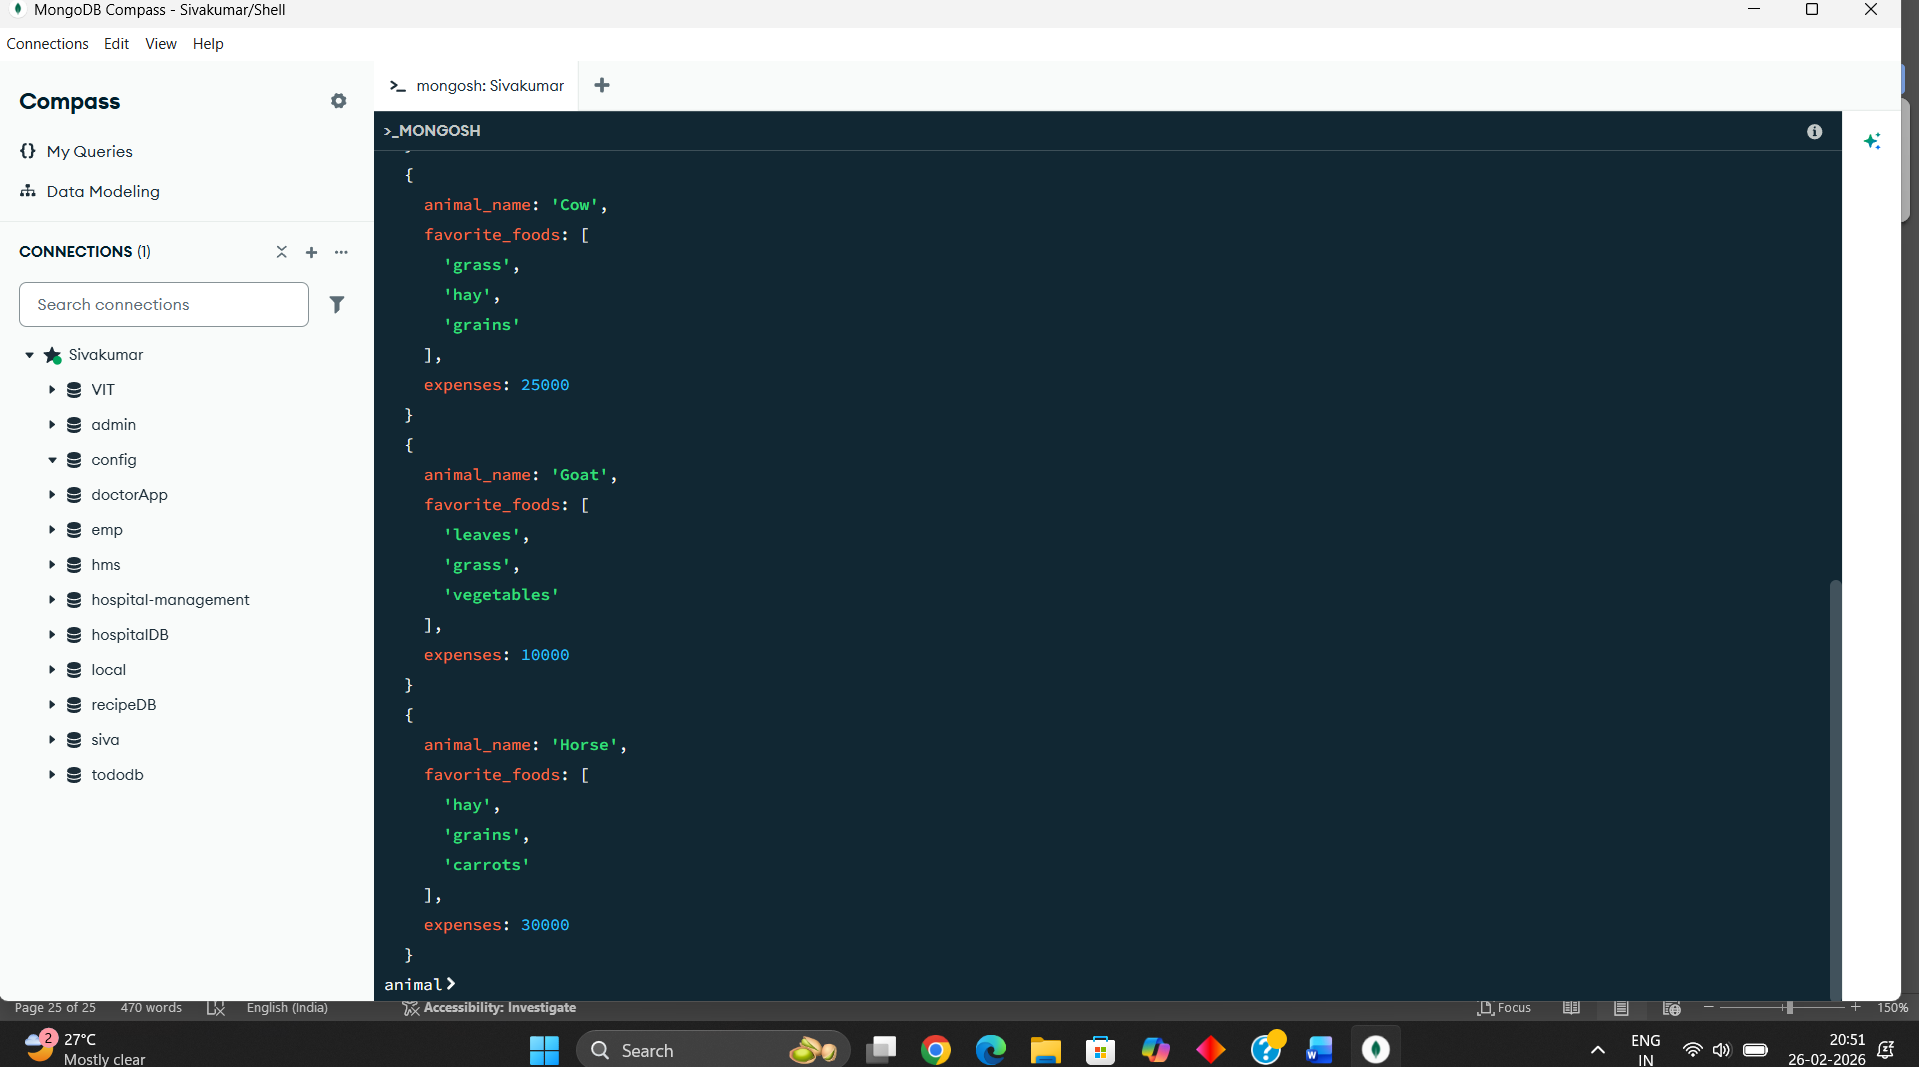 MongoDB Compass - Sivakumar/Shell
Connections Edit View Help
Compass
My Queries
Data Modeling
CONNECTIONS (1)
Search connections
Sivakumar
VIT
admin
config
doctorApp
emp
hms
hospital-management
hospitalDB
local
recipeDB
siva
tododb
>_ mongosh: Sivakumar
>_MONGOSH
{
animal_name: 'Cow',
favorite_foods: [
'grass',
'hay',
'grains'
],
expenses: 25000
}
{
animal_name: 'Goat',
favorite_foods: [
'leaves',
'grass',
'vegetables'
],
expenses: 10000
}
{
animal_name: 'Horse',
favorite_foods: [
'hay',
'grains',
'carrots'
],
expenses: 30000
}
animal>
Page 25 of 25 470 words English (India) Accessibility: Investigate Focus 150%
2
27°C
Mostly clear
Search
ENG
IN
20:51
26-02-2026